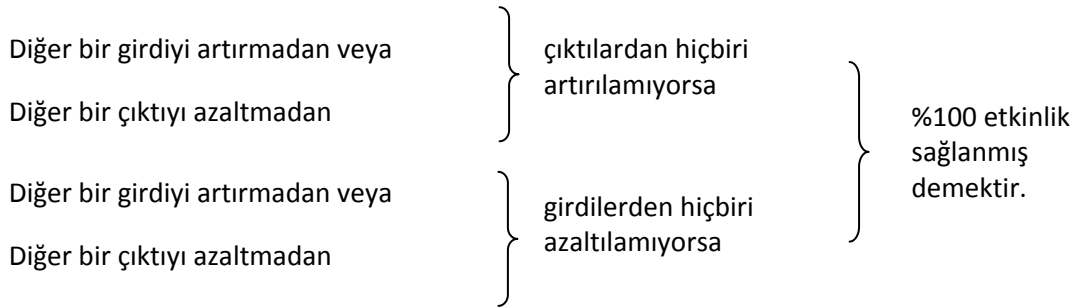 Diğer bir girdiyi artırmadan veya
Diğer bir çıktıyı azaltmadan
çıktılardan hiçbiri
artırılamıyorsa
Diğer bir girdiyi artırmadan veya
Diğer bir çıktıyı azaltmadan
girdilerden hiçbiri
azaltılamıyorsa
%100 etkinlik
sağlanmış
demektir.